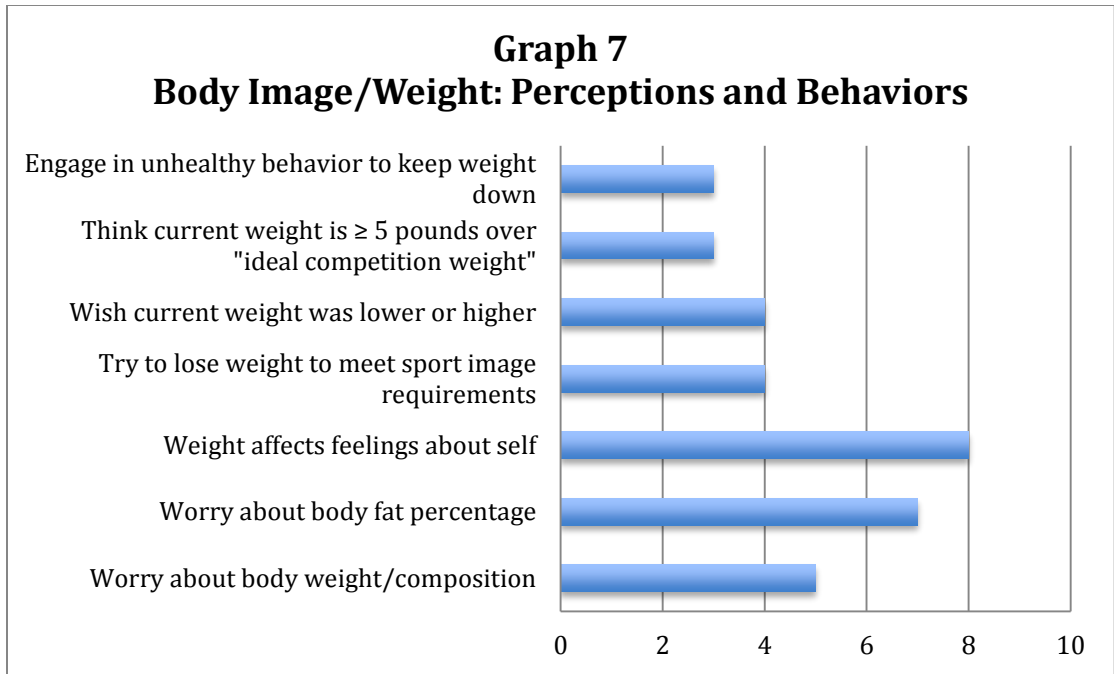 Graph 7
Body Image/Weight: Perceptions and Behaviors
Engage in unhealthy behavior to keep weight
down
Think current weight is ≥ 5 pounds over
"ideal competition weight"
Wish current weight was lower or higher
Try to lose weight to meet sport image
requirements
Weight affects feelings about self
Worry about body fat percentage
Worry about body weight/composition
0 2 4 6 8 10